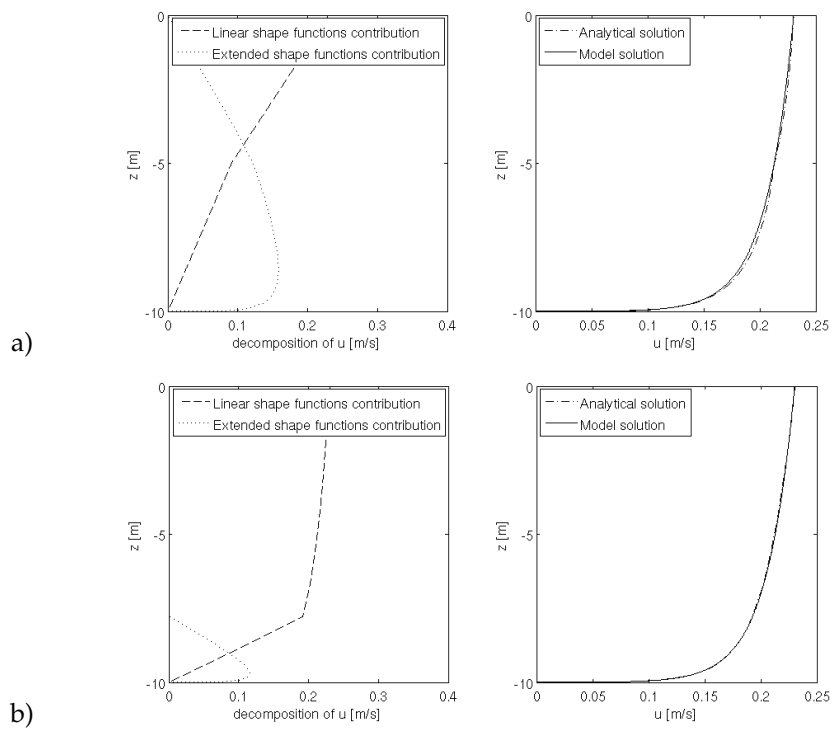 a)
0
-5
-10
z [m]
Linear shape functions contribution
Extended shape functions contribution
0 0.1 0.2 0.3 0.4
decomposition of u [m/s]
0
-5
-10
z [m]
Analytical solution
Model solution
0 0.05 0.1 0.15 0.2 0.25
u [m/s]
b)
0
-5
-10
z [m]
Linear shape functions contribution
Extended shape functions contribution
0 0.1 0.2 0.3 0.4
decomposition of u [m/s]
0
-5
-10
z [m]
Analytical solution
Model solution
0 0.05 0.1 0.15 0.2 0.25
u [m/s]